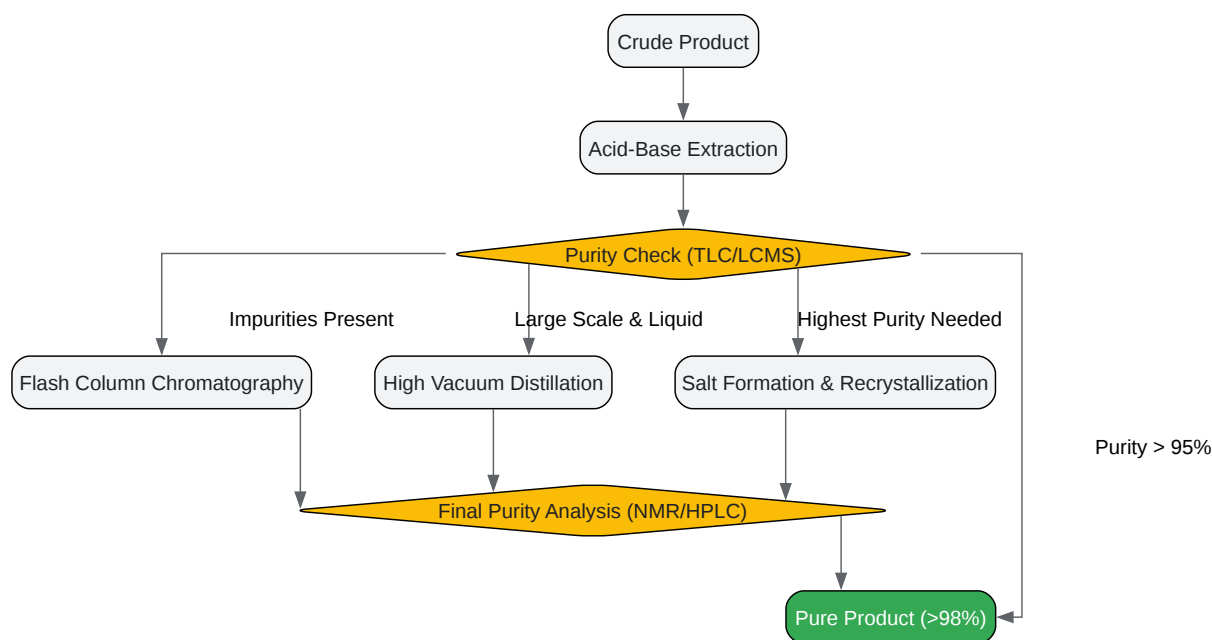 Crude Product
Acid-Base Extraction
Purity Check (TLC/LCMS)
Impurities Present
Large Scale & Liquid
Highest Purity Needed
Flash Column Chromatography
High Vacuum Distillation
Salt Formation & Recrystallization
Purity > 95%
Final Purity Analysis (NMR/HPLC)
Pure Product (>98%)